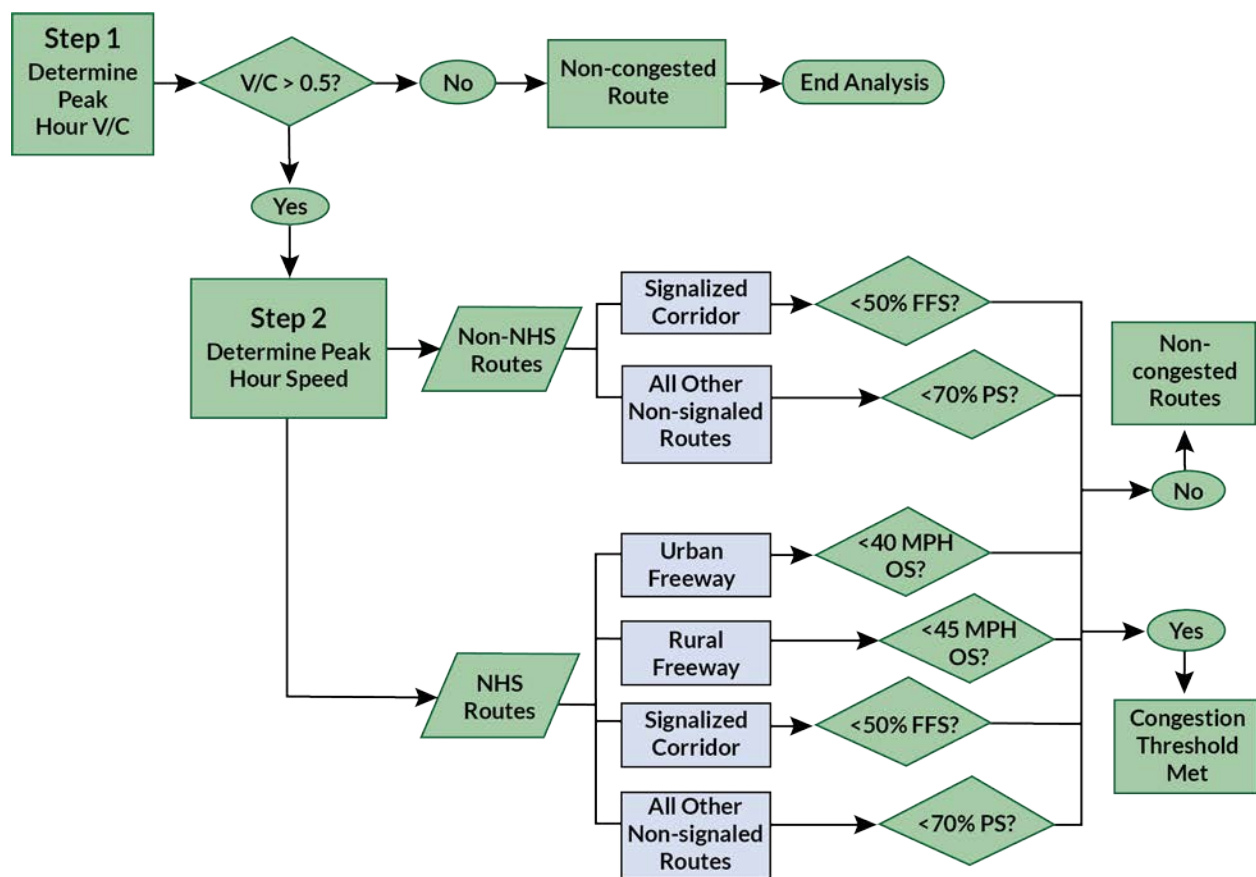 Step 1
Determine
Peak
Hour V/C
V/C > 0.5?
No
Non-congested
Route
End Analysis
Yes
Step 2
Determine Peak
Hour Speed
Non-NHS
Routes
Signalized
Corridor
<50% FFS?
All Other
Non-signaled
Routes
<70% PS?
Non-
congested
Routes
No
NHS
Routes
Urban
Freeway
<40 MPH
OS?
Rural
Freeway
<45 MPH
OS?
Signalized
Corridor
<50% FFS?
All Other
Non-signaled
Routes
<70% PS?
Yes
Congestion
Threshold
Met